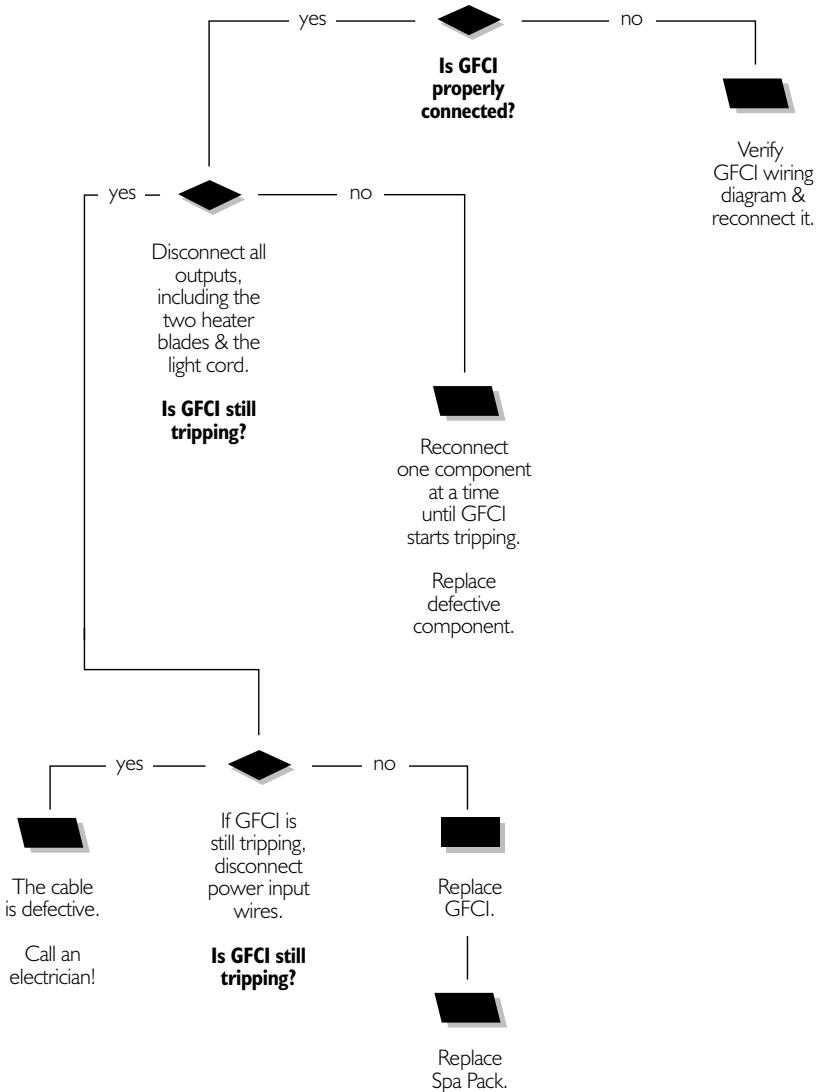 yes
no
Is GFCI
properly
connected?
Verify
GFCI wiring
diagram &
reconnect it.
yes
no
Disconnect all
outputs,
including the
two heater
blades & the
light cord.
Is GFCI still
tripping?
Reconnect
one component
at a time
until GFCI
starts tripping.
Replace
defective
component.
yes
no
The cable
is defective.
Call an
electrician!
If GFCI is
still tripping,
disconnect
power input
wires.
Is GFCI still
tripping?
Replace
GFCI.
Replace
Spa Pack.